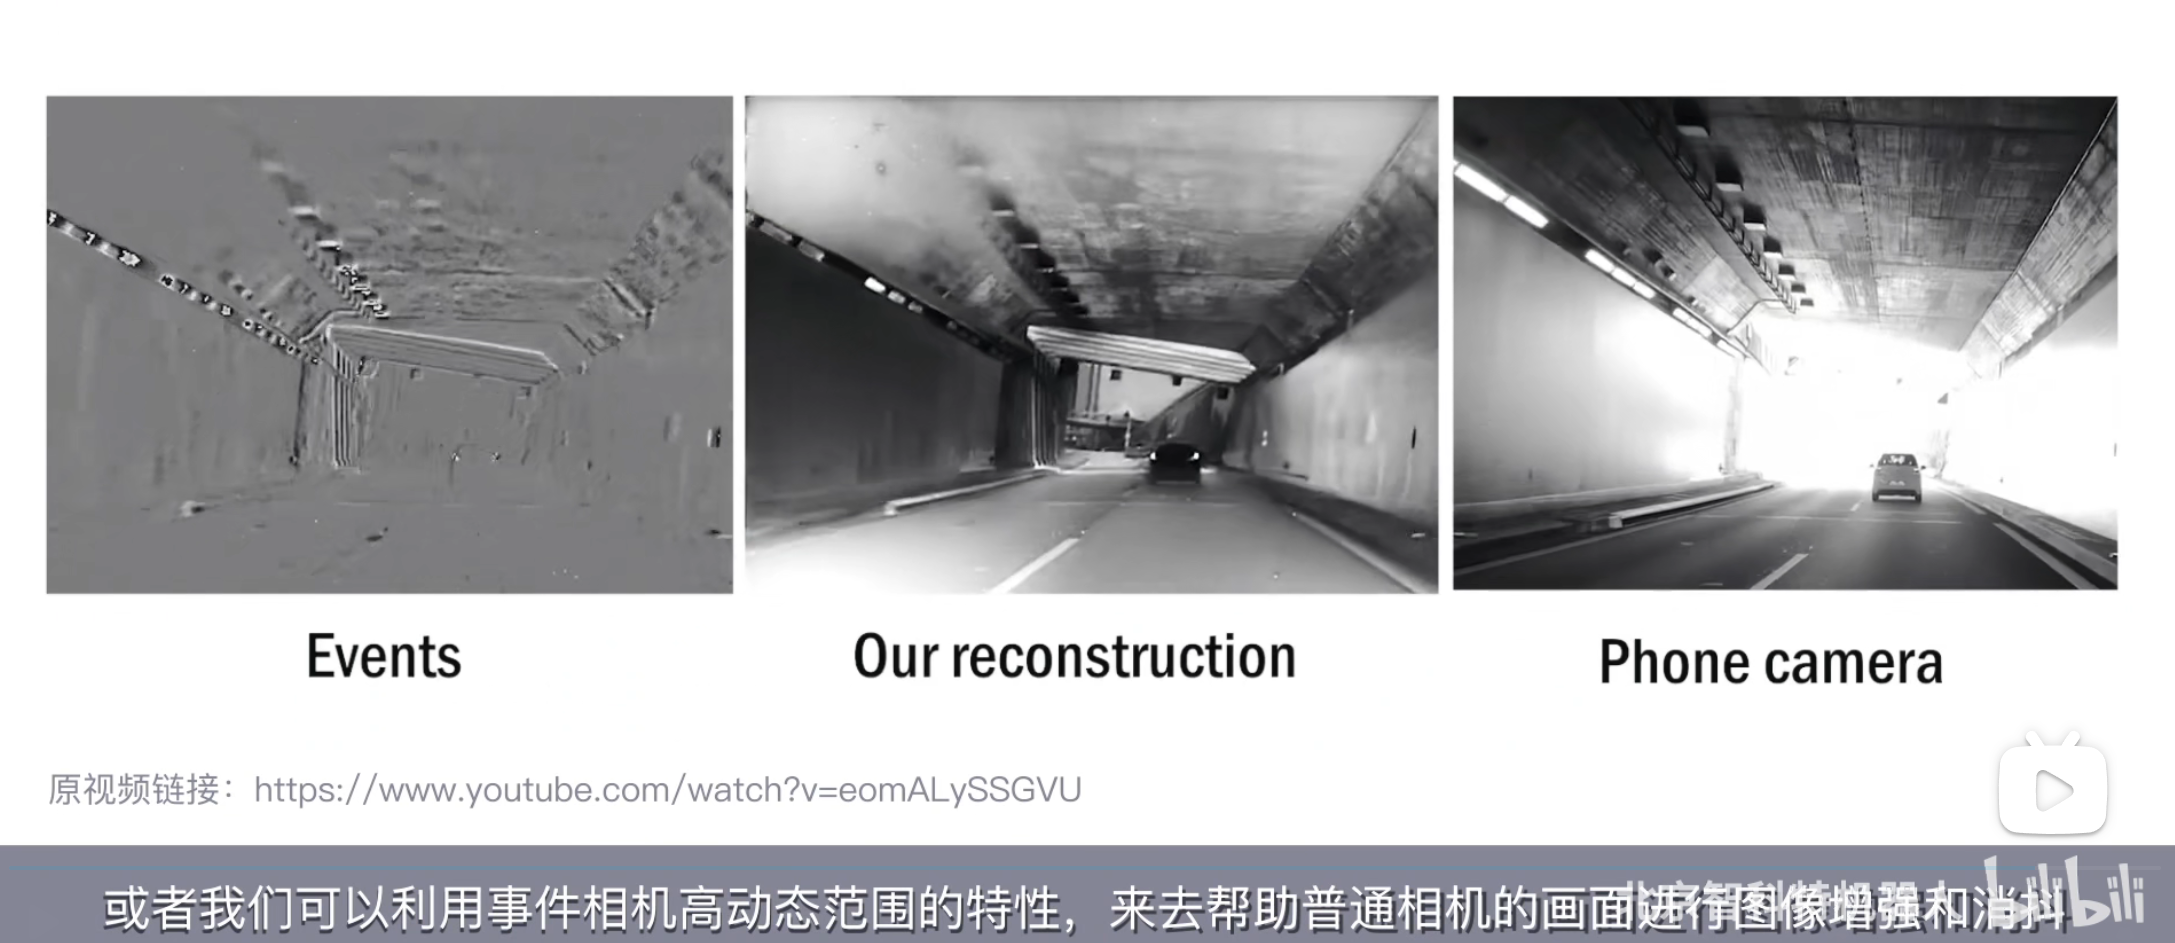 Events
Our reconstruction
Phone camera
原视频链接：https://www.youtube.com/watch?v=eomALySSGVU
或者我们可以利用事件相机高动态范围的特性，来去帮助普通相机的画面进行图像增强和消抖
bilibili